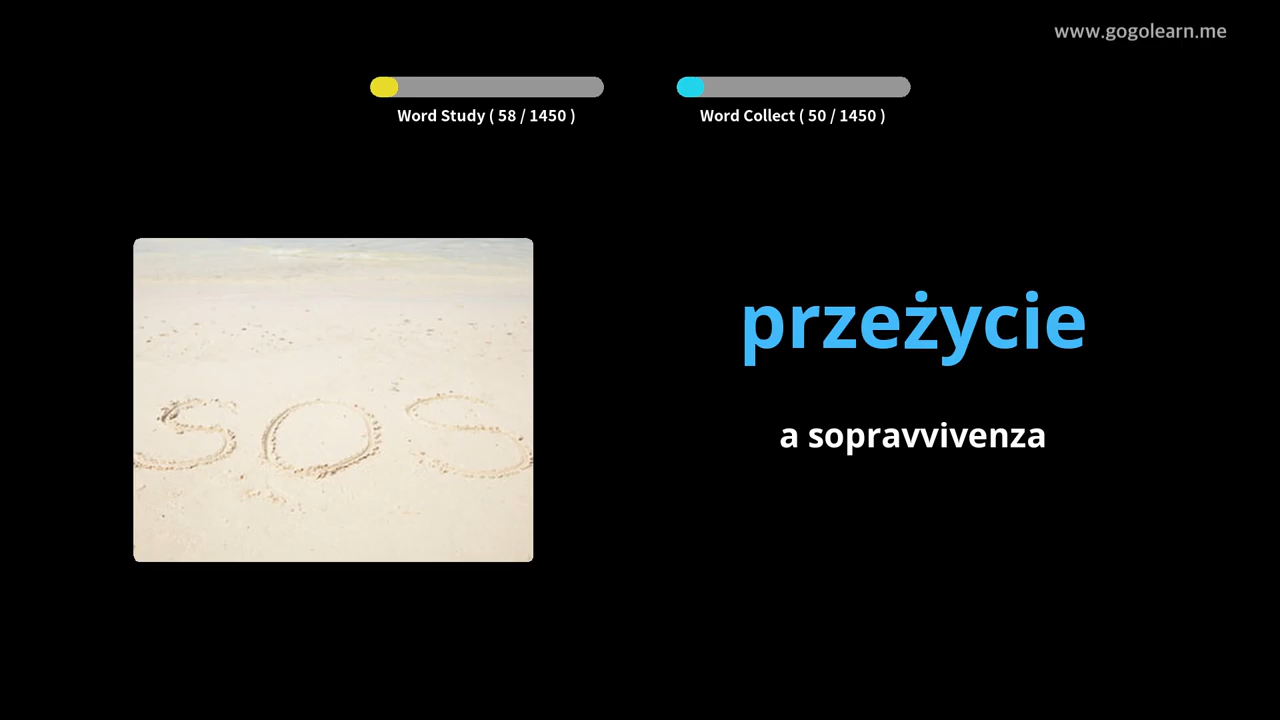 www.gogolearn.me
Word Study ( 58 / 1450 )
Word Collect ( 50 / 1450 )
SOS
przeżycie
a sopravvivenza